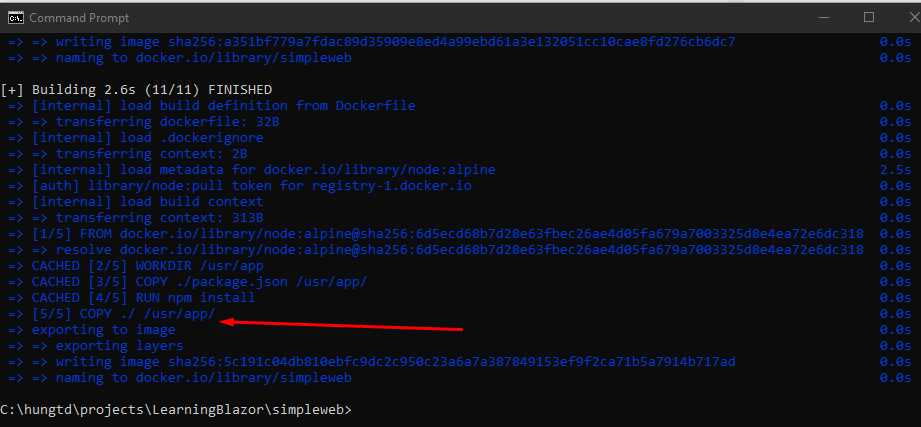 Command Prompt
=> => writing image sha256:a351bf779a7fdac89d35909e8ed4a99ebd61a3e132051cc10cae8fd276cb6dc7 0.0s
=> => naming to docker.io/library/simpleweb 0.0s
[+] Building 2.6s (11/11) FINISHED
=> [internal] load build definition from Dockerfile 0.0s
=> => transferring dockerfile: 32B 0.0s
=> [internal] load .dockerignore 0.0s
=> => transferring context: 2B 0.0s
=> [internal] load metadata for docker.io/library/node:alpine 2.5s
=> [auth] library/node:pull token for registry-1.docker.io 0.0s
=> [internal] load build context 0.0s
=> => transferring context: 313B 0.0s
=> [1/5] FROM docker.io/library/node:alpine@sha256:6d5ecd68b7d28e63fbec26ae4d05fa679a7003325d8e4ea72e6dc318 0.0s
=> => resolve docker.io/library/node:alpine@sha256:6d5ecd68b7d28e63fbec26ae4d05fa679a7003325d8e4ea72e6dc318 0.0s
=> CACHED [2/5] WORKDIR /usr/app 0.0s
=> CACHED [3/5] COPY ./package.json /usr/app/ 0.0s
=> CACHED [4/5] RUN npm install 0.0s
=> [5/5] COPY ./ /usr/app/ 0.0s
=> exporting to image 0.0s
=> => exporting layers 0.0s
=> => writing image sha256:5c191c04db810ebfc9dc2c950c23a6a7a387849153ef9f2ca71b5a7914b717ad 0.0s
=> => naming to docker.io/library/simpleweb 0.0s
C:\hungtd\projects\LearningBlazor\simpleweb>